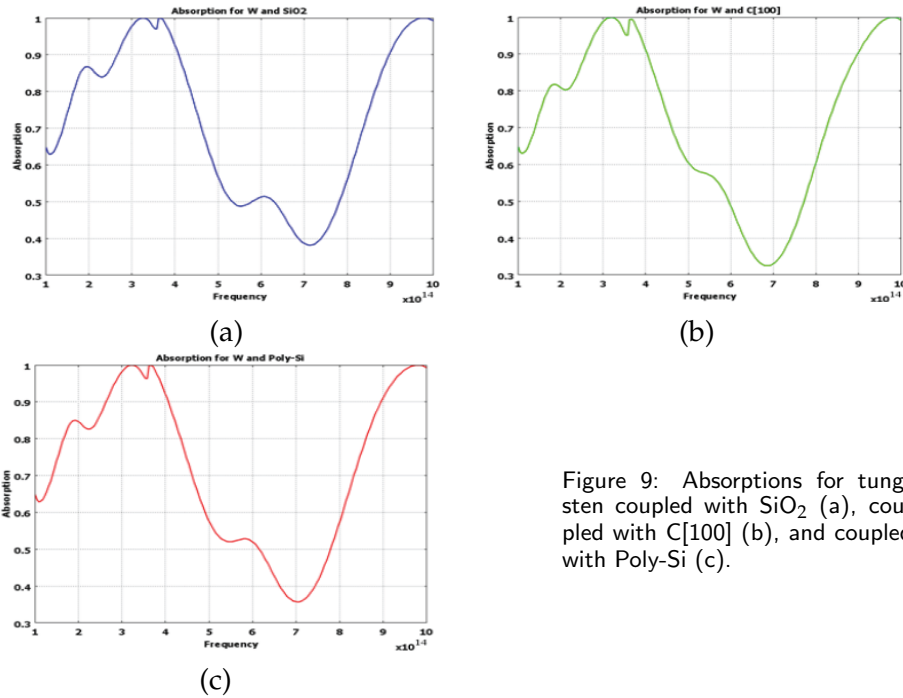 Absorption for W and SiO2
1
0.9
0.8
0.7
0.6
0.5
0.4
0.3
Absorption
1 2 3 4 5 6 7 8 9 10
Frequency
x10^14
(a)
Absorption for W and C[100]
1
0.9
0.8
0.7
0.6
0.5
0.4
0.3
Absorption
1 2 3 4 5 6 7 8 9 10
Frequency
x10^14
(b)
Absorption for W and Poly-Si
1
0.9
0.8
0.7
0.6
0.5
0.4
0.3
Absorption
1 2 3 4 5 6 7 8 9 10
Frequency
x10^14
(c)
Figure 9: Absorptions for tung
sten coupled with SiO₂ (a), cou
pled with C[100] (b), and coupled
with Poly-Si (c).